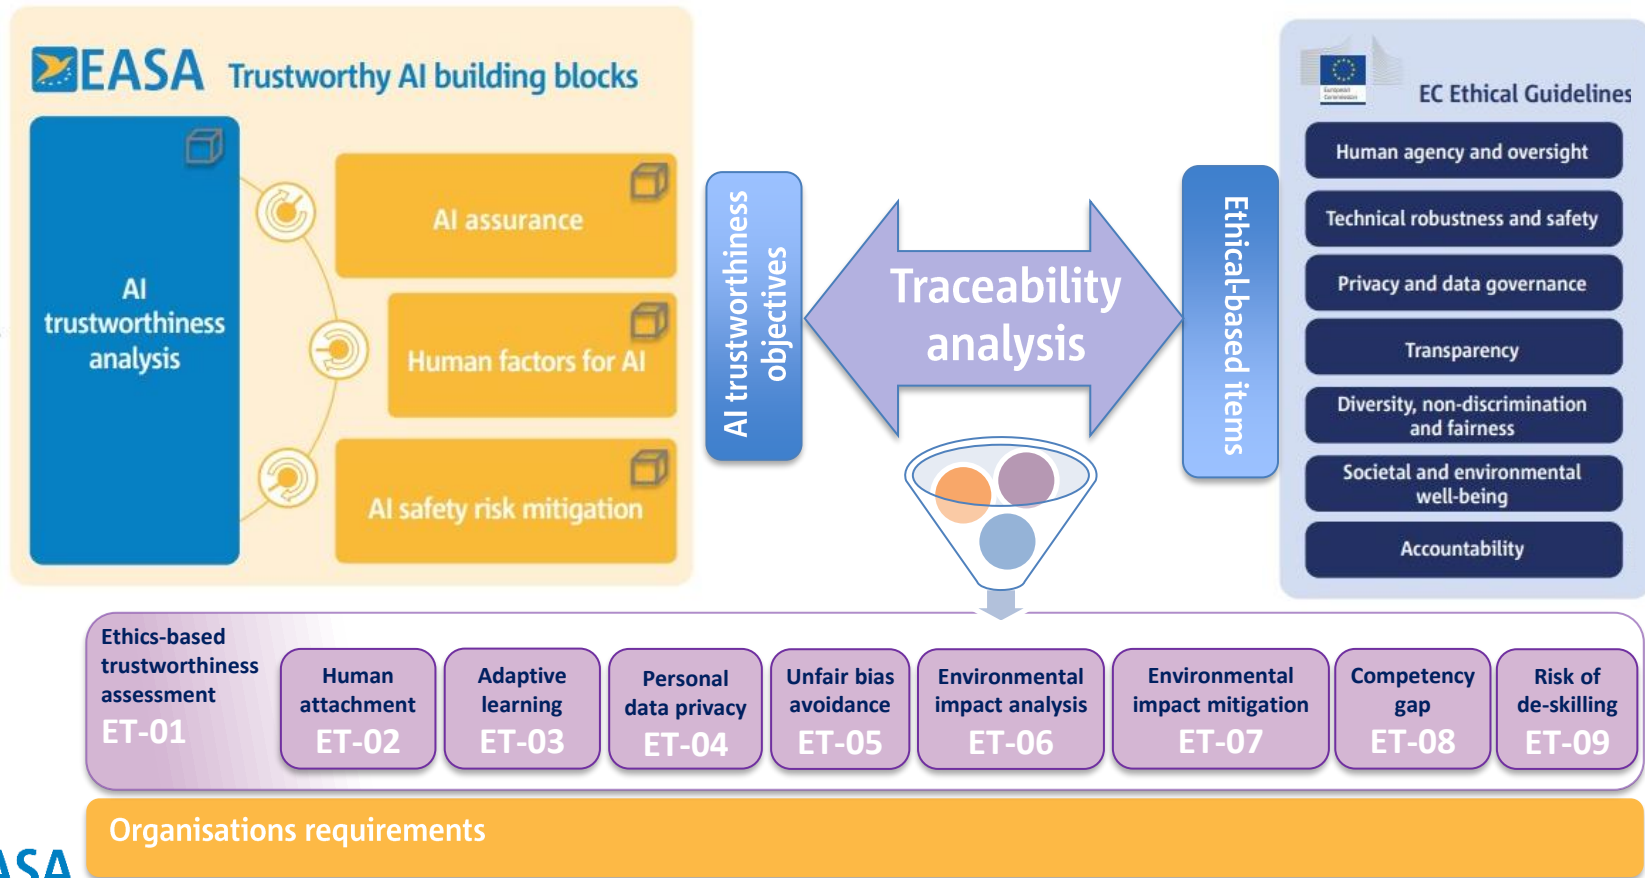 EASA Trustworthy AI building blocks
AI
trustworthiness
analysis
AI assurance
Human factors for AI
AI safety risk mitigation
AI trustworthiness
objectives
Traceability
analysis
Ethical-based items
European
Commission
EC Ethical Guidelines
Human agency and oversight
Technical robustness and safety
Privacy and data governance
Transparency
Diversity, non-discrimination
and fairness
Societal and environmental
well-being
Accountability
Ethics-based
trustworthiness
assessment
ET-01
Human
attachment
ET-02
Adaptive
learning
ET-03
Personal
data privacy
ET-04
Unfair bias
avoidance
ET-05
Environmental
impact analysis
ET-06
Environmental
impact mitigation
ET-07
Competency
gap
ET-08
Risk of
de-skilling
ET-09
Organisations requirements
ASA